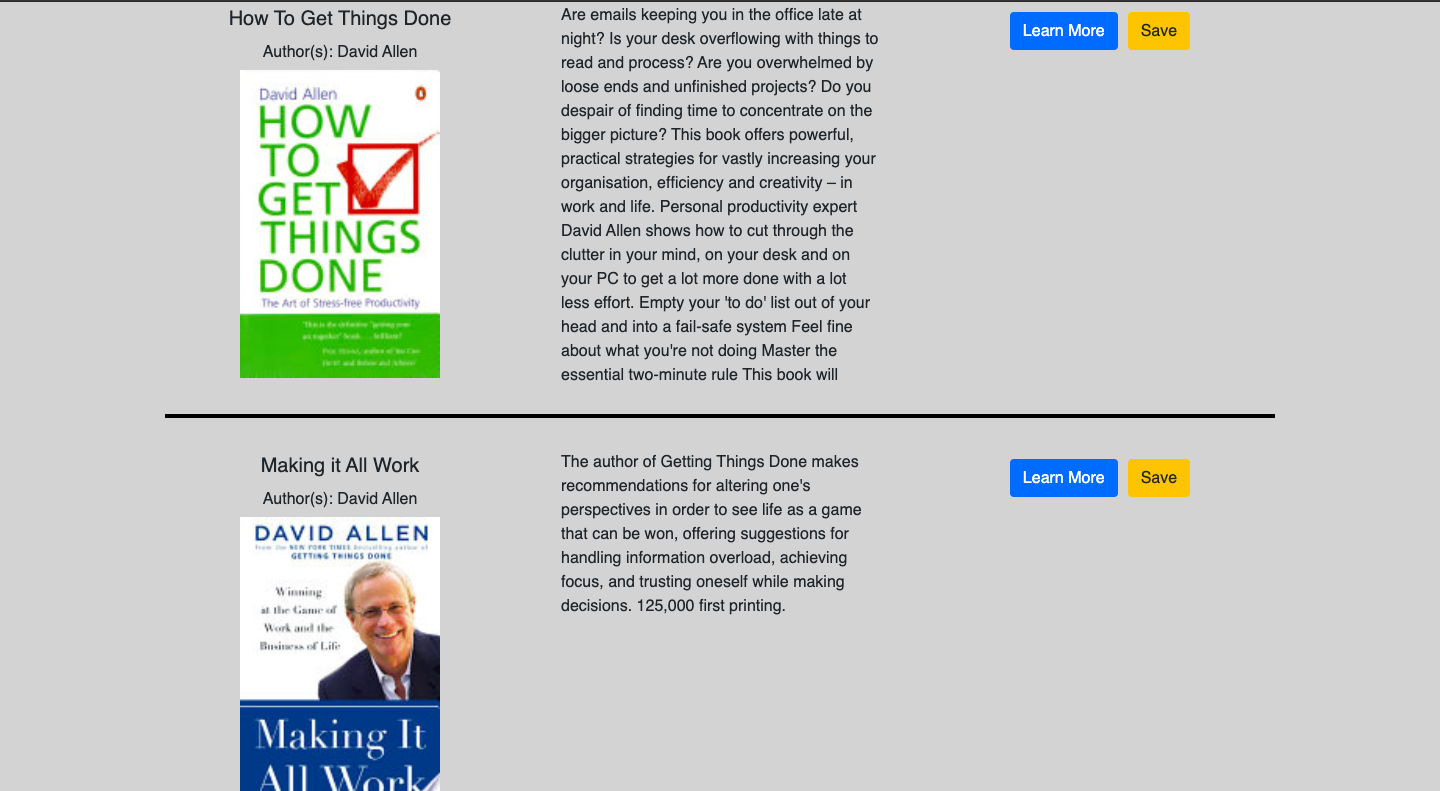 How To Get Things Done
Author(s): David Allen
David Allen
HOW
TO
GET
THINGS
DONE
The Art of Stress-free Productivity
'This is the definitive "getting your
act together" book
Are emails keeping you in the office late at
night? Is your desk overflowing with things to
read and process? Are you overwhelmed by
loose ends and unfinished projects? Do you
despair of finding time to concentrate on the
bigger picture? This book offers powerful,
practical strategies for vastly increasing your
organisation, efficiency and creativity – in
work and life. Personal productivity expert
David Allen shows how to cut through the
clutter in your mind, on your desk and on
your PC to get a lot more done with a lot
less effort. Empty your 'to do' list out of your
head and into a fail-safe system Feel fine
about what you're not doing Master the
essential two-minute rule This book will
Learn More
Save
Making it All Work
Author(s): David Allen
DAVID ALLEN
from the NEW YORK TIMES bestselling author of
GETTING THINGS DONE
Winning
at the Game of
Work and the
Business of Life
Making It
All Work
The author of Getting Things Done makes
recommendations for altering one's
perspectives in order to see life as a game
that can be won, offering suggestions for
handling information overload, achieving
focus, and trusting oneself while making
decisions. 125,000 first printing.
Learn More
Save